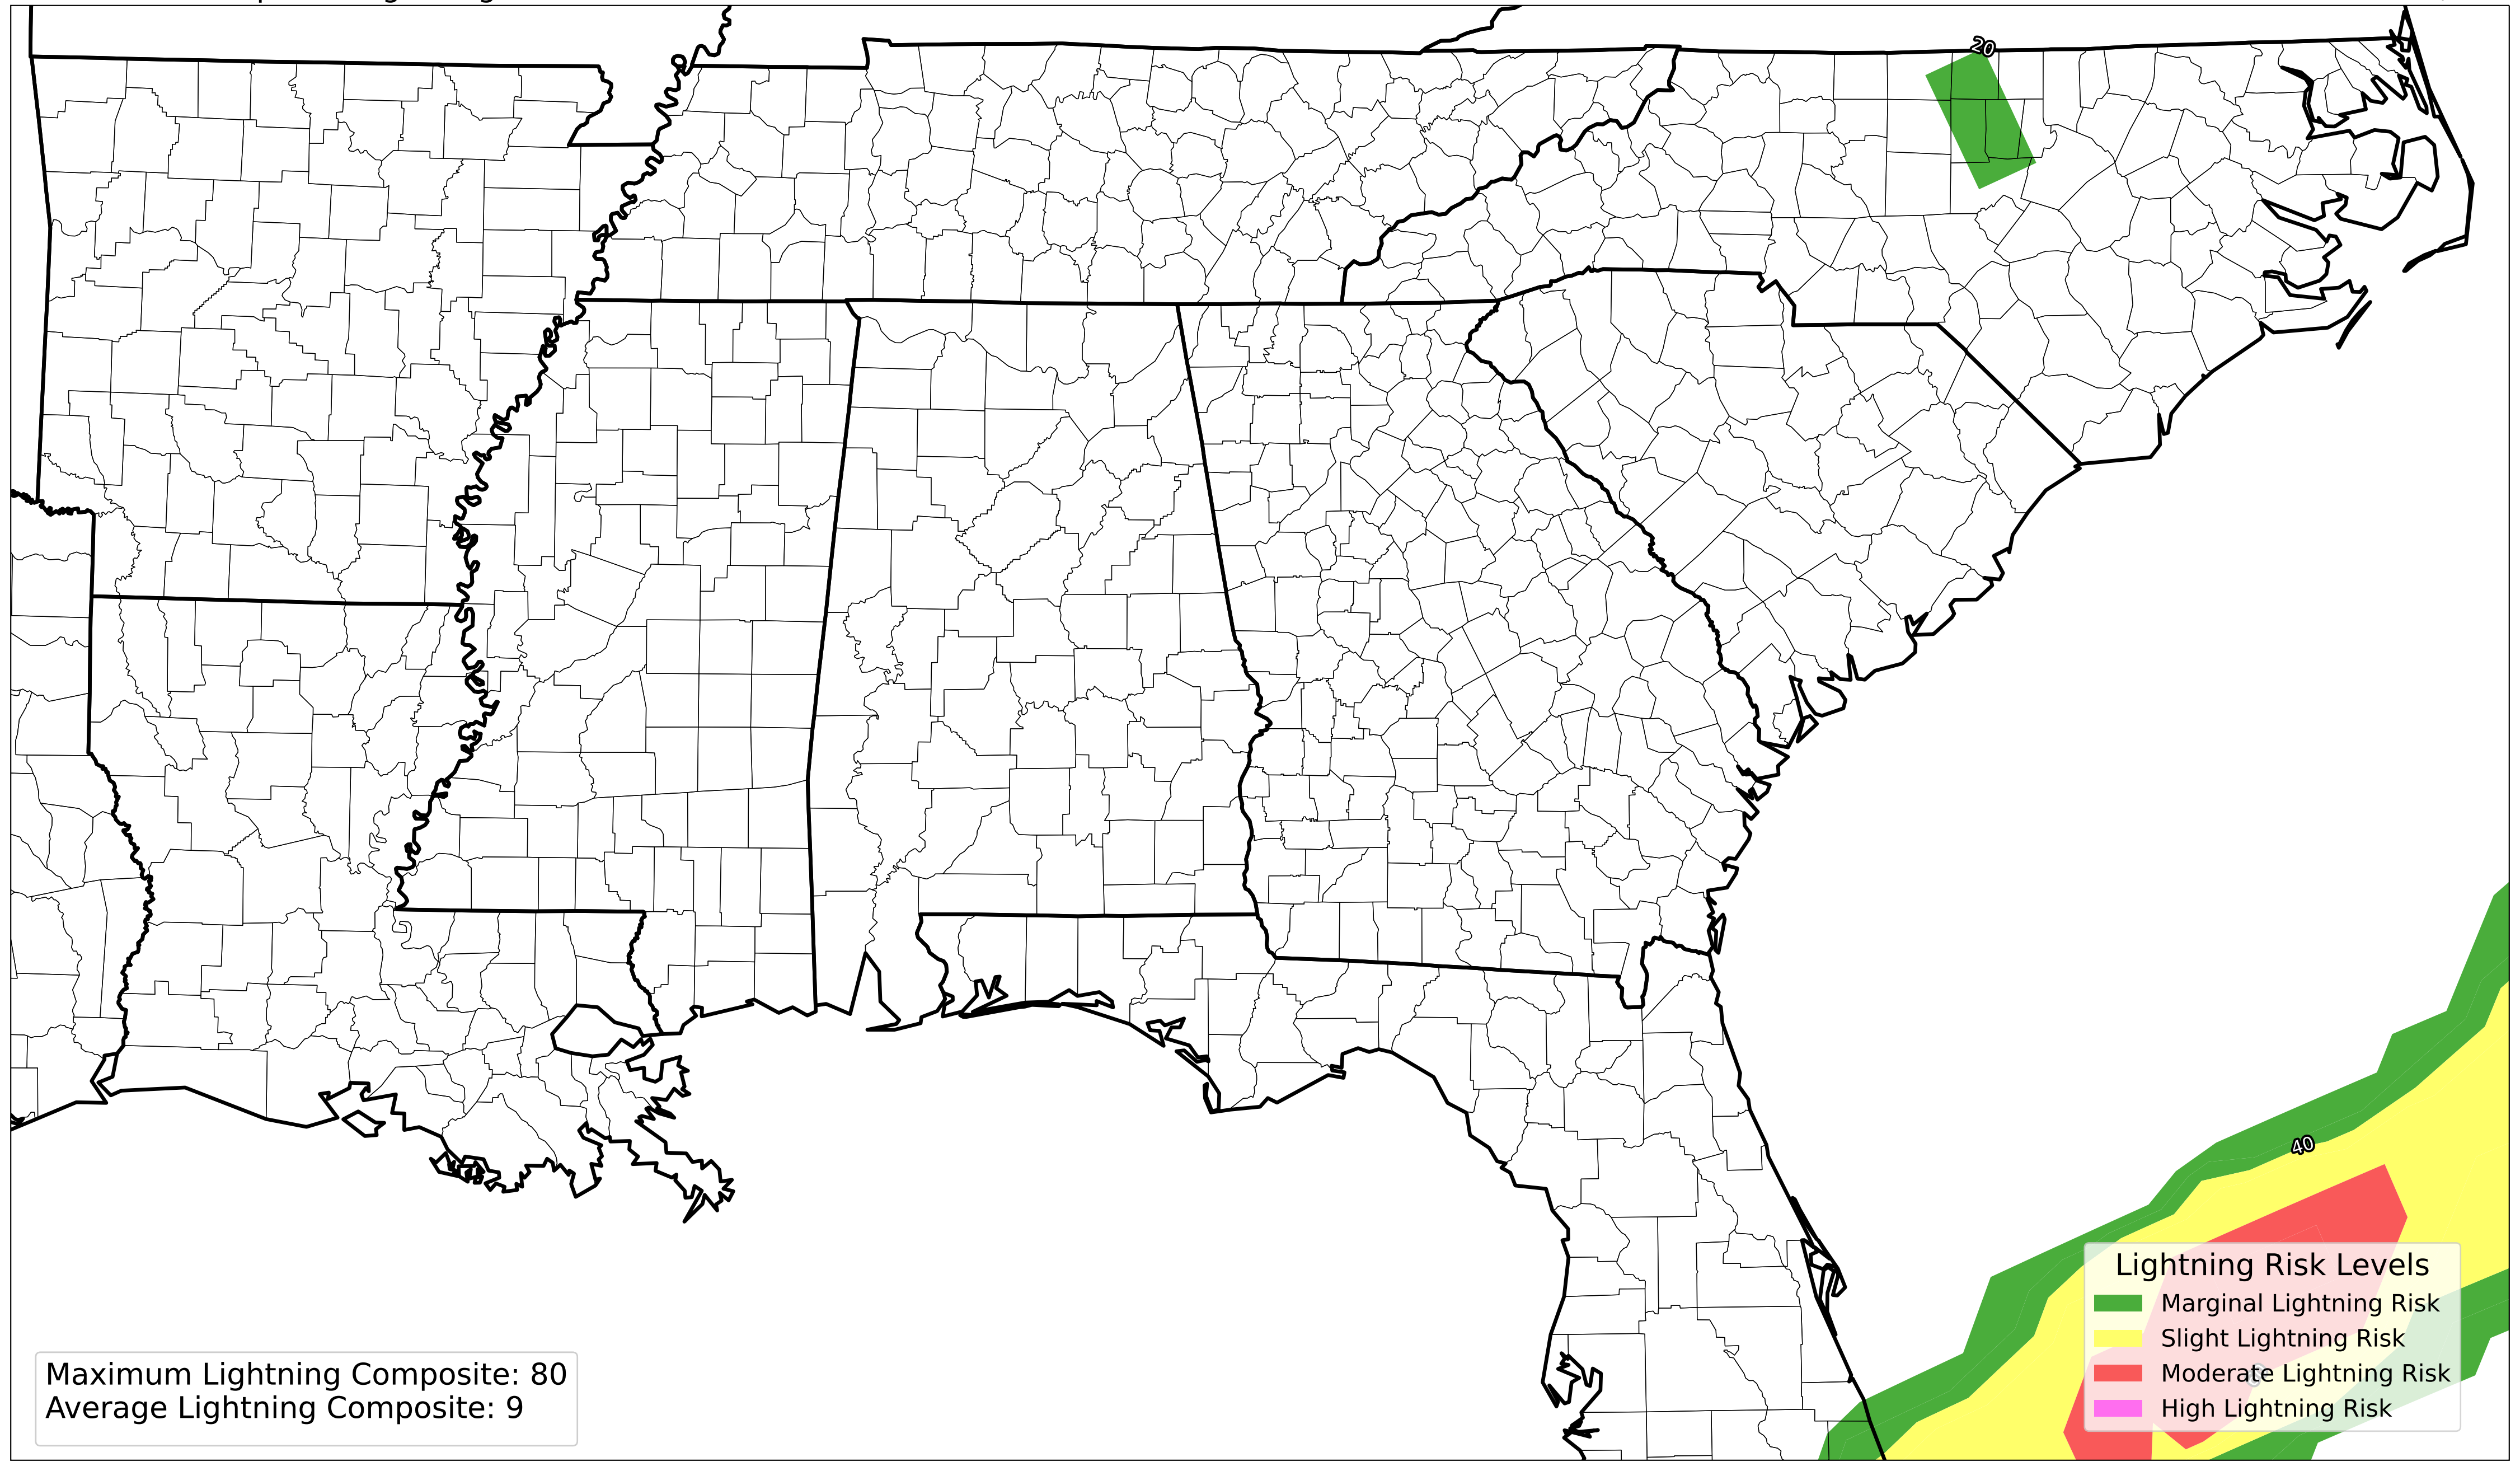 20
40
Lightning Risk Levels
Marginal Lightning Risk
Slight Lightning Risk
Moderate Lightning Risk
High Lightning Risk
Maximum Lightning Composite: 80
Average Lightning Composite: 9